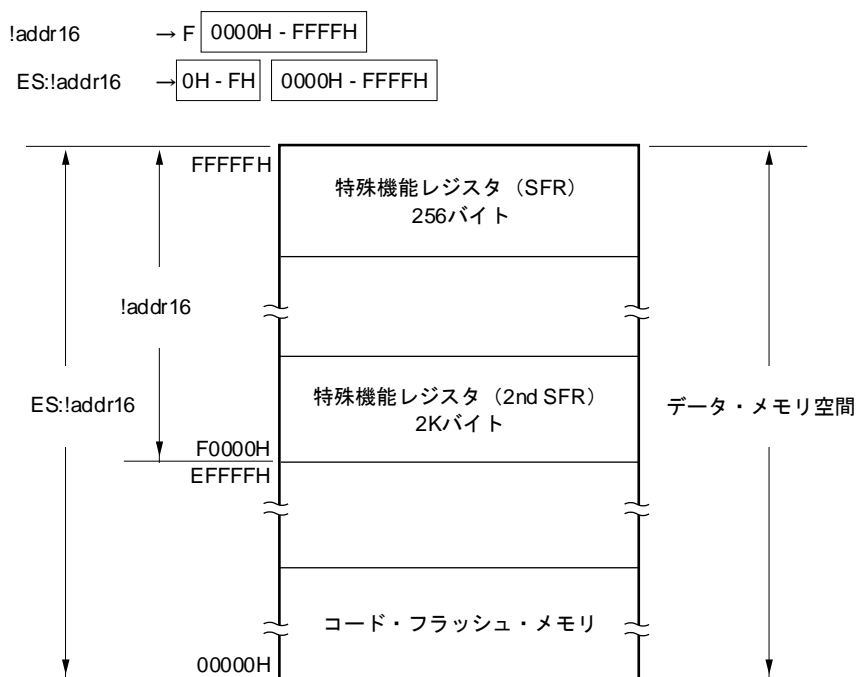 !addr16 → F 0000H - FFFFH
ES:!addr16 → 0H - FH 0000H - FFFFH
FFFFFH
特殊機能レジスタ（SFR）
256バイト
!addr16
特殊機能レジスタ（2nd SFR）
2Kバイト
ES:!addr16
データ・メモリ空間
F0000H
EFFFFH
コード・フラッシュ・メモリ
00000H